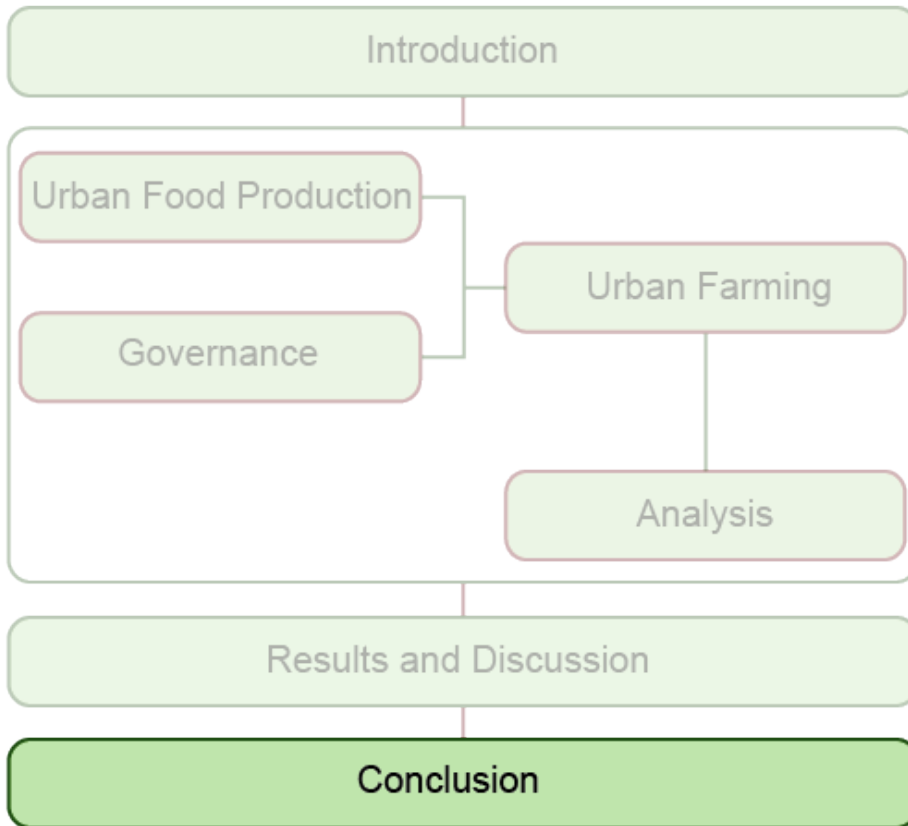 Introduction
Urban Food Production
Urban Farming
Governance
Analysis
Results and Discussion
Conclusion